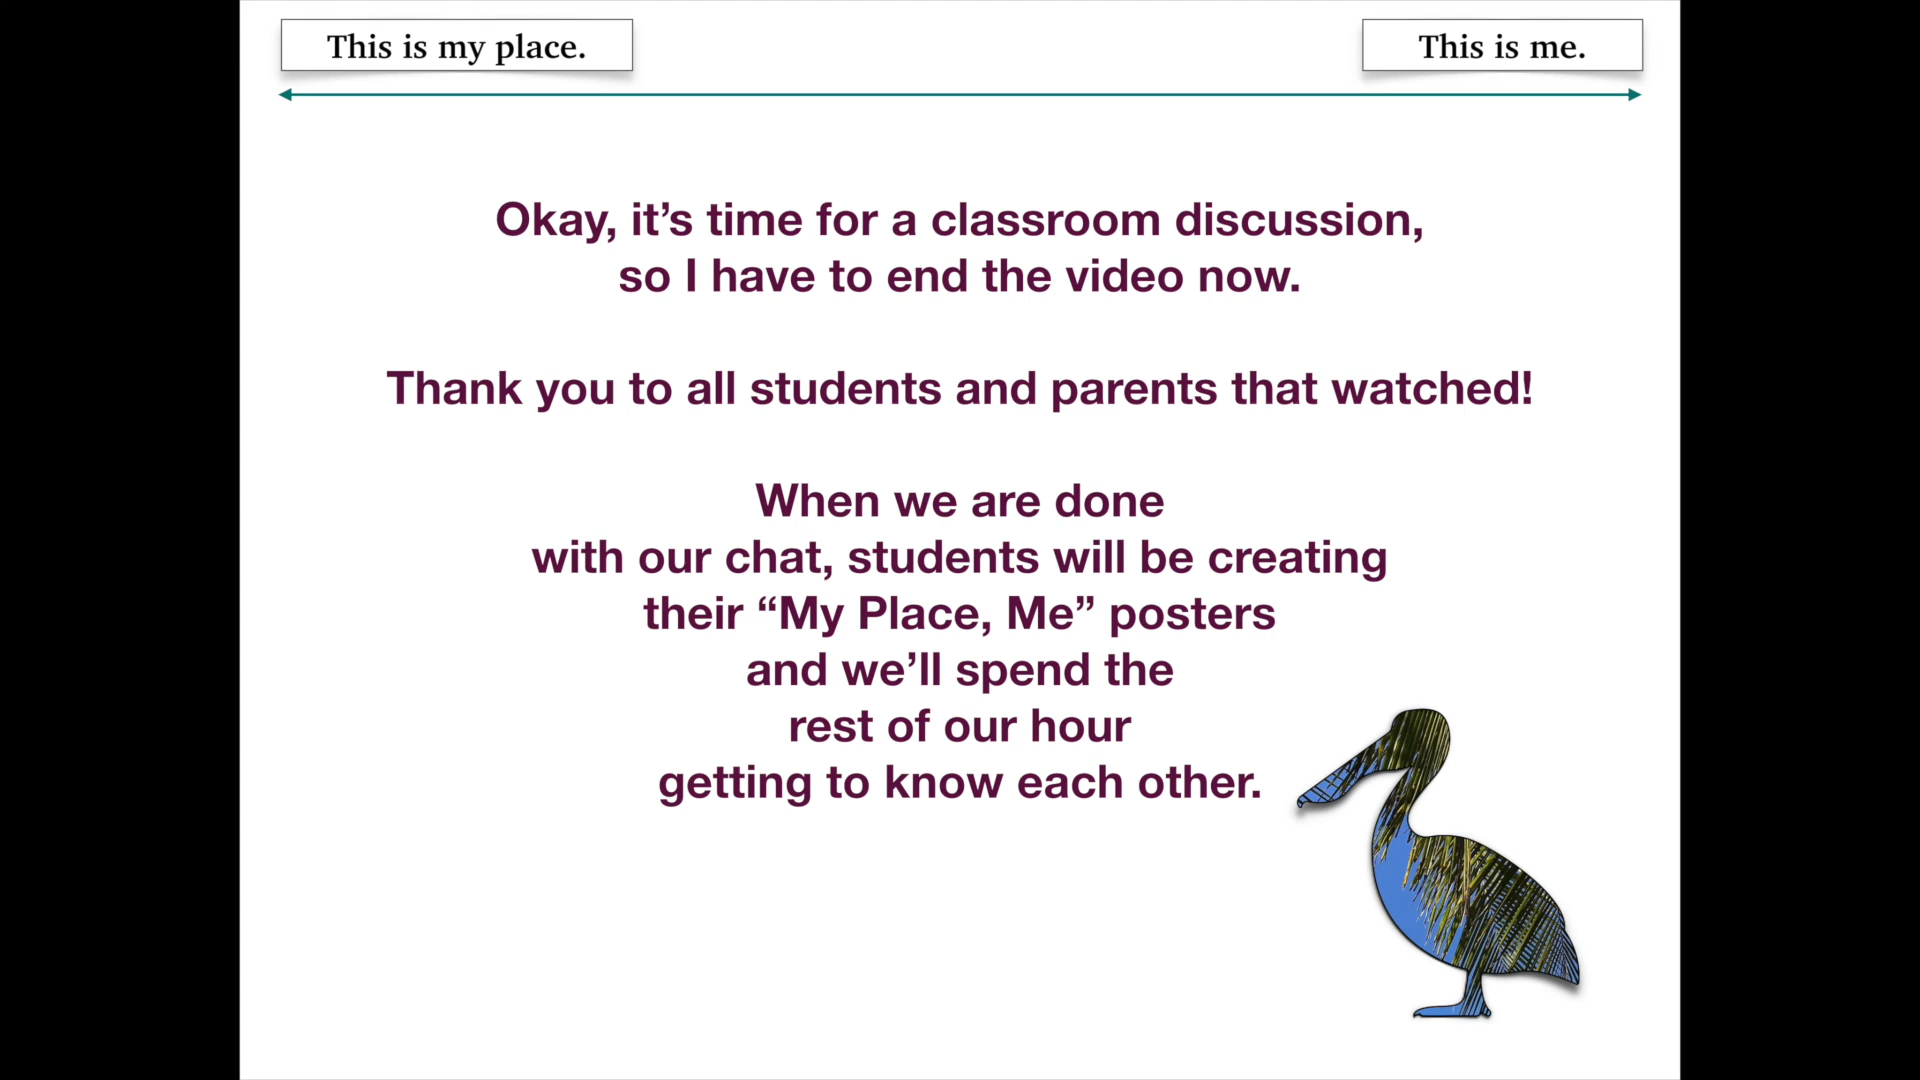 This is my place.
This is me.
Okay, it’s time for a classroom discussion,
so I have to end the video now.
Thank you to all students and parents that watched!
When we are done
with our chat, students will be creating
their “My Place, Me” posters
and we’ll spend the
rest of our hour
getting to know each other.